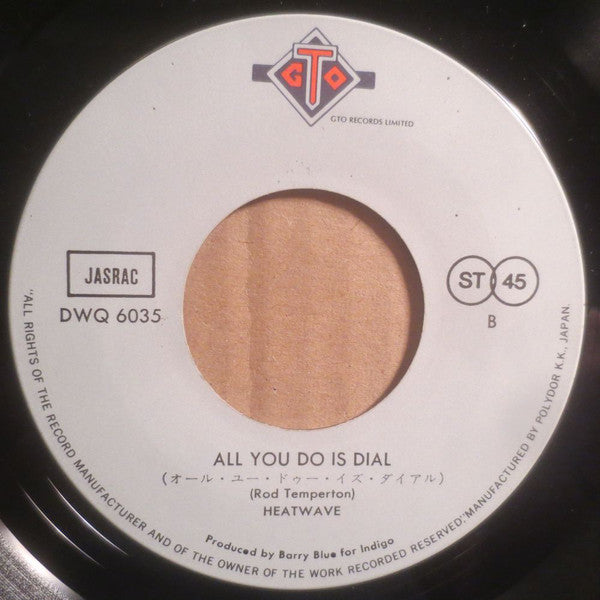 GTO
GTO RECORDS LIMITED
JASRAC
DWQ 6035
ST 45
B
ALL YOU DO IS DIAL
(オール・ユー・ドゥー・イズ・ダイアル)
(Rod Temperton)
HEATWAVE
Produced by Barry Blue for Indigo
"ALL RIGHTS OF THE RECORD MANUFACTURER AND OF THE OWNER OF THE WORK RECORDED RESERVED."MANUFACTURED BY POLYDOR K.K., JAPAN.